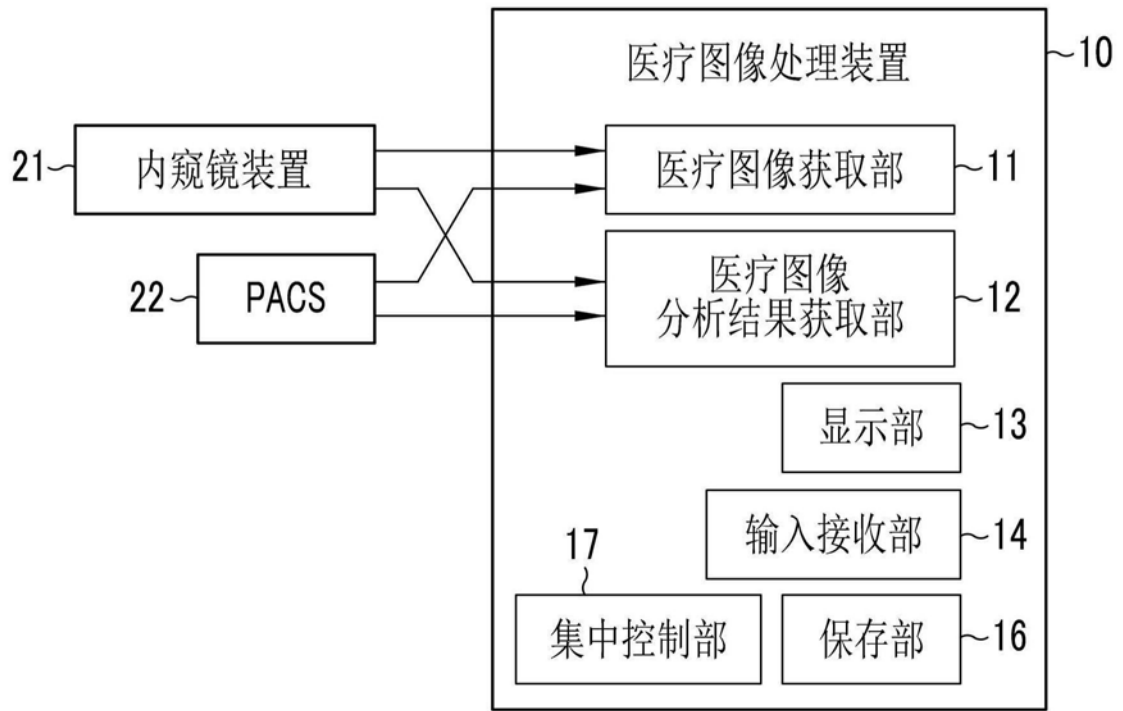 医疗图像处理装置
10
21
内窥镜装置
医疗图像获取部
11
22
PACS
医疗图像
分析结果获取部
12
显示部
13
输入接收部
14
17
集中控制部
保存部
16